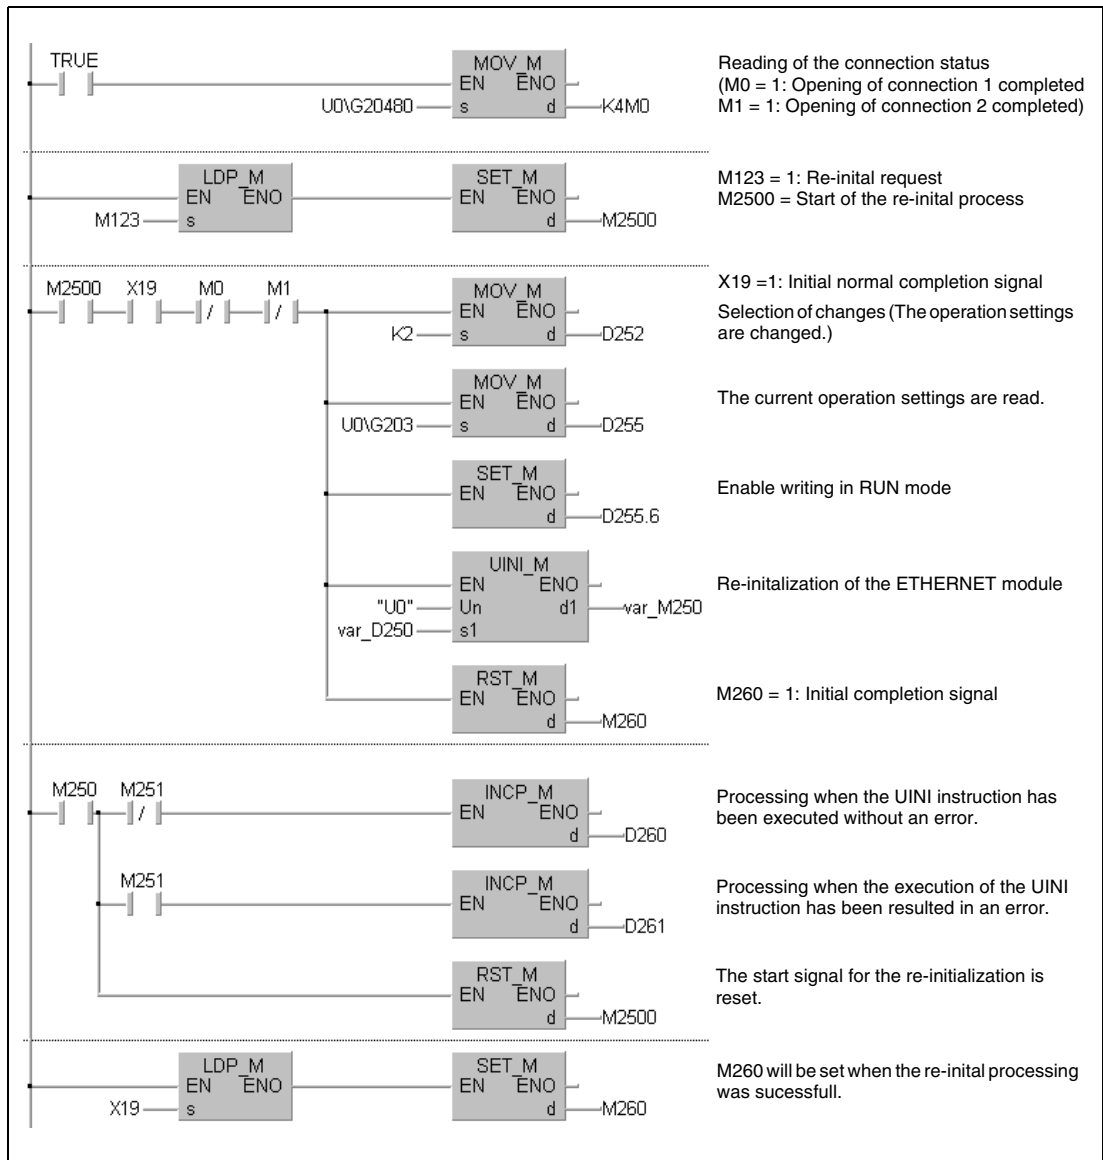 TRUE
MOV_M
EN ENO
U0\G20480 s d K4M0
Reading of the connection status
(M0 = 1: Opening of connection 1 completed
M1 = 1: Opening of connection 2 completed)
LDP_M
EN ENO
M123 s
SET_M
EN ENO
d M2500
M123 = 1: Re-inital request
M2500 = Start of the re-inital process
M2500 X19 M0 M1
/ /
MOV_M
EN ENO
K2 s d D252
X19 =1: Initial normal completion signal
Selection of changes (The operation settings
are changed.)
MOV_M
EN ENO
U0\G203 s d D255
The current operation settings are read.
SET_M
EN ENO
d D255.6
Enable writing in RUN mode
UINI_M
EN ENO
"U0" Un d1 var_M250
var_D250 s1
Re-initalization of the ETHERNET module
RST_M
EN ENO
d M260
M260 = 1: Initial completion signal
M250 M251
/
INCP_M
EN ENO
d D260
Processing when the UINI instruction has
been executed without an error.
M251
INCP_M
EN ENO
d D261
Processing when the execution of the UINI
instruction has been resulted in an error.
RST_M
EN ENO
d M2500
The start signal for the re-initialization is
reset.
LDP_M
EN ENO
X19 s
SET_M
EN ENO
d M260
M260 will be set when the re-inital processing
was sucessfull.